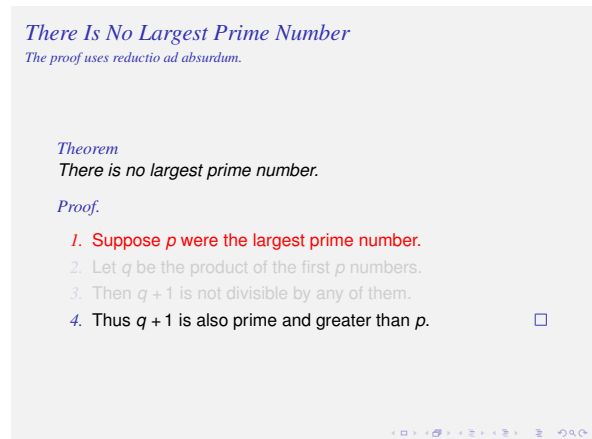 There Is No Largest Prime Number
The proof uses reductio ad absurdum.
Theorem
There is no largest prime number.
Proof.
1. Suppose p were the largest prime number.
2. Let q be the product of the first p numbers.
3. Then q + 1 is not divisible by any of them.
4. Thus q + 1 is also prime and greater than p.